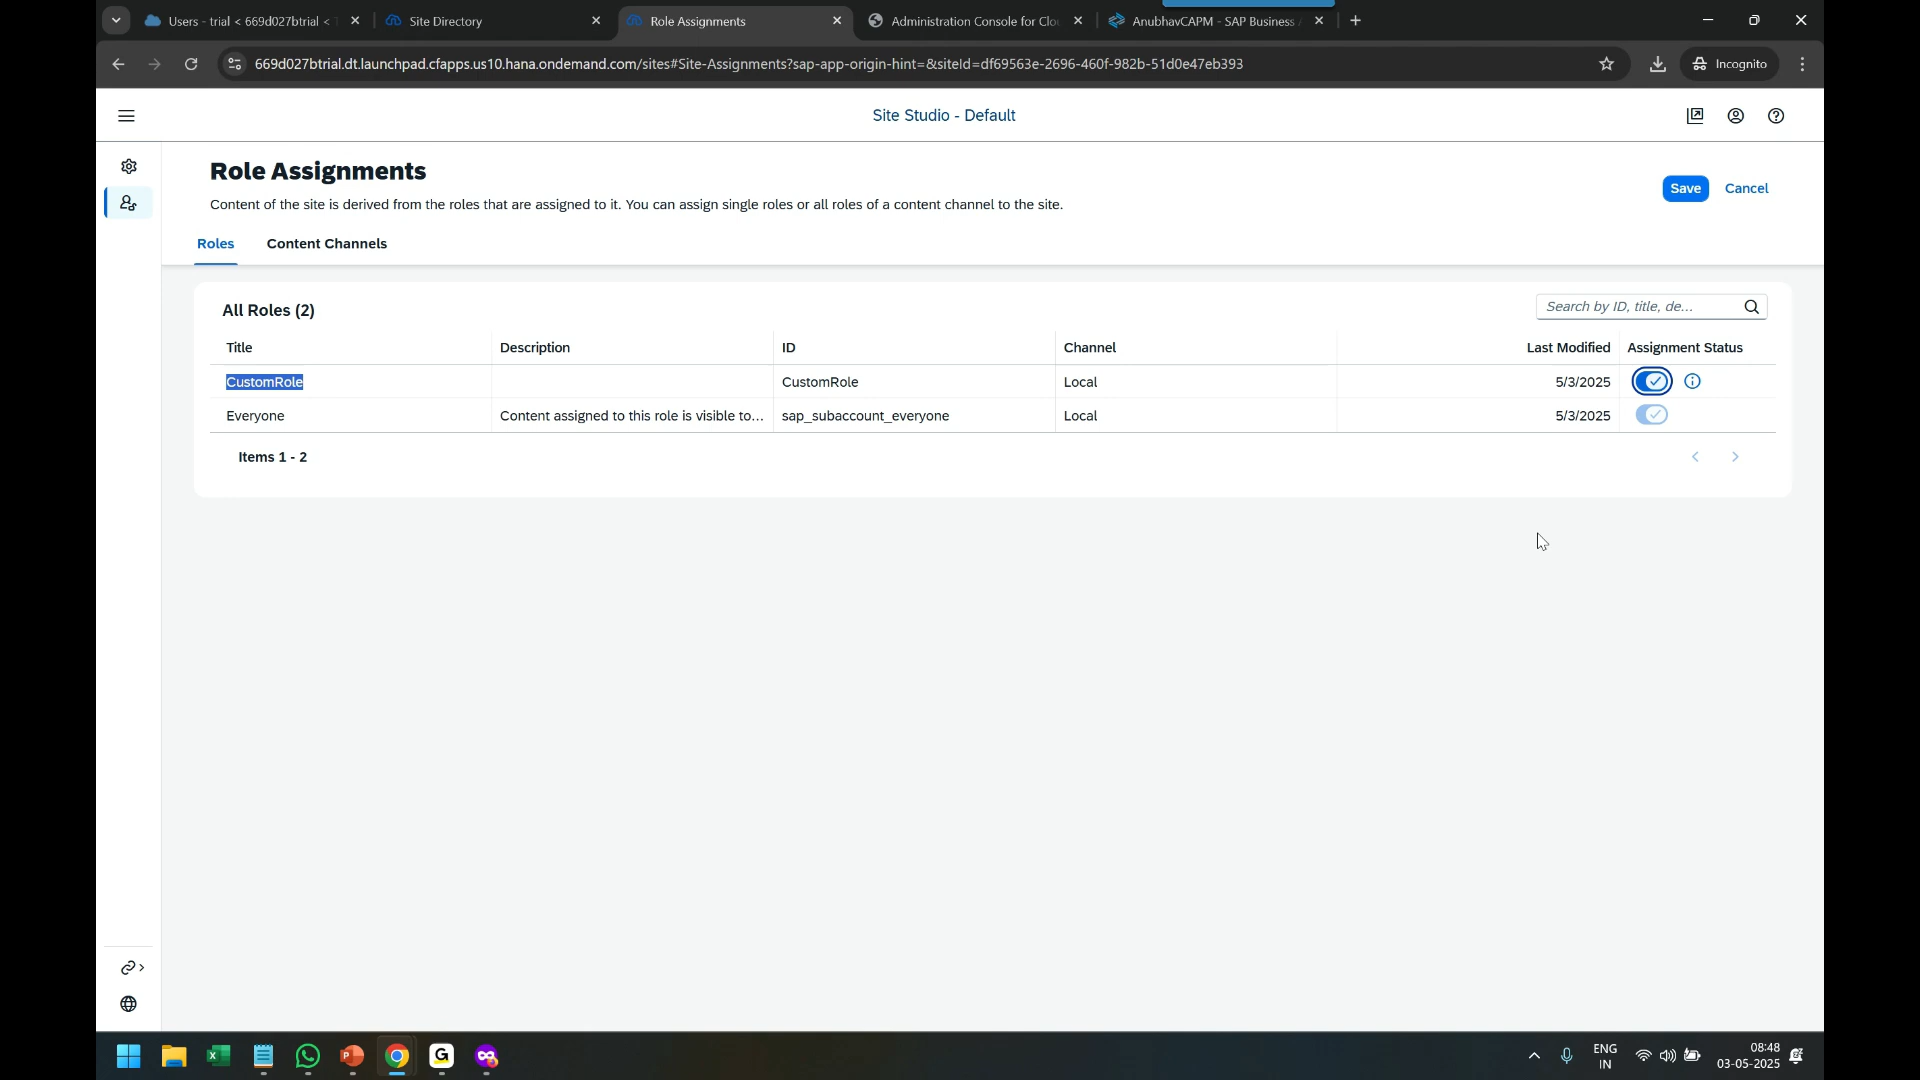 Users - trial < 669d027btrial <
Site Directory
Role Assignments
Administration Console for Clo
AnubhavCAPM - SAP Business
669d027btrial.dt.launchpad.cfapps.us10.hana.ondemand.com/sites#Site-Assignments?sap-app-origin-hint=&siteId=df69563e-2696-460f-982b-51d0e47eb393
Incognito
Site Studio - Default
Role Assignments
Save
Cancel
Content of the site is derived from the roles that are assigned to it. You can assign single roles or all roles of a content channel to the site.
Roles
Content Channels
All Roles (2)
Search by ID, title, de...
Title Description ID Channel Last Modified Assignment Status
CustomRole CustomRole Local 5/3/2025
Everyone Content assigned to this role is visible to... sap_subaccount_everyone Local 5/3/2025
Items 1 - 2
ENG
IN
08:48
03-05-2025